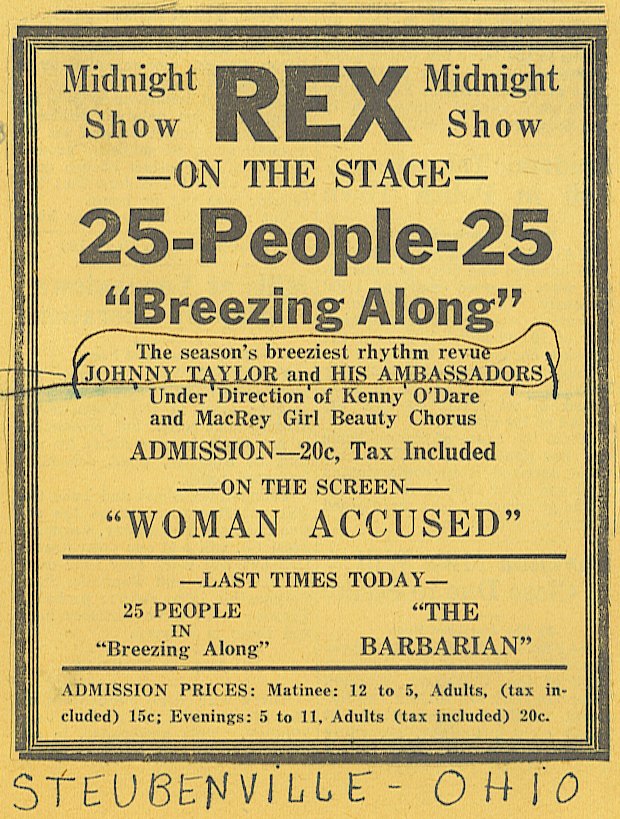 Midnight Show REX Midnight Show
—ON THE STAGE—
25-People-25
“Breezing Along”
The season's breeziest rhythm revue
JOHNNY TAYLOR and HIS AMBASSADORS
Under Direction of Kenny O'Dare
and MacRey Girl Beauty Chorus
ADMISSION—20c, Tax Included
——ON THE SCREEN——
“WOMAN ACCUSED”
—LAST TIMES TODAY—
25 PEOPLE
IN
“Breezing Along”
“THE
BARBARIAN”
ADMISSION PRICES: Matinee: 12 to 5, Adults, (tax in-
cluded) 15c; Evenings: 5 to 11, Adults (tax included) 20c.
STEUBENVILLE - OHIO